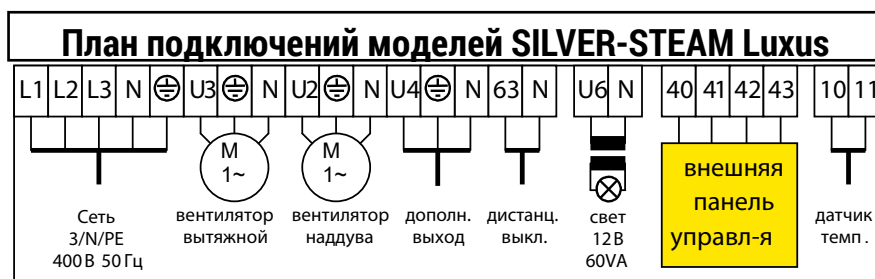 План подключений моделей SILVER-STEAM Luxus
L1 L2 L3 N U3 N U2 N U4 N 63 N U6 N 40 41 42 43 10 11
M 1~
M 1~
Сеть
3/N/PE
400 В 50 Гц
вентилятор
вытяжной
вентилятор
наддува
дополн.
выход
дистанц.
выкл.
свет
12 В
60VA
внешняя
панель
управл-я
датчик
темп.